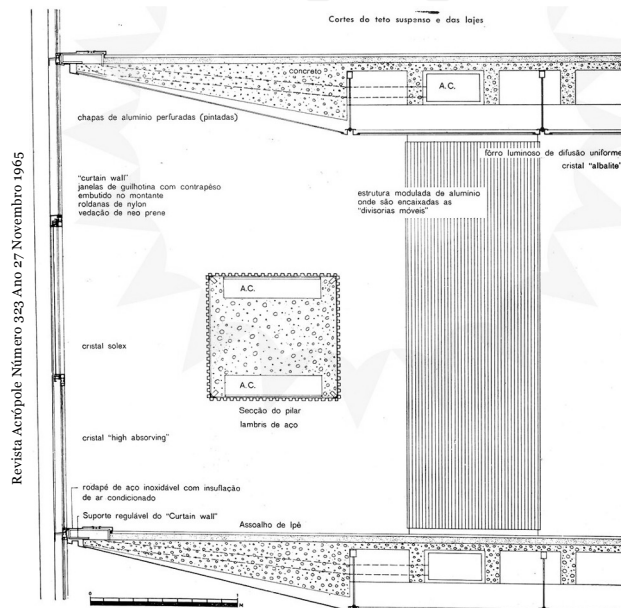 Cortes do teto suspenso e das lajes
concreto
A.C.
chapas de alumínio perfuradas (pintadas)
fôrro luminoso de difusão uniforme
cristal "albalite"
"curtain wall"
janelas de guilhotina com contrapêso
embutido no montante
roldanas de nylon
vedação de neo prene
estrutura modulada de aluminio
onde são encaixadas as
"divisorias móveis"
Revista Acrópole Número 323 Ano 27 Novembro 1965
A.C.
cristal solex
A.C.
Secção do pilar
lambris de aço
cristal "high absorving"
rodapé de aço inoxidável com insuflação
de ar condicionado
Suporte regulável do "Curtain wall"
Assoalho de Ipê
0